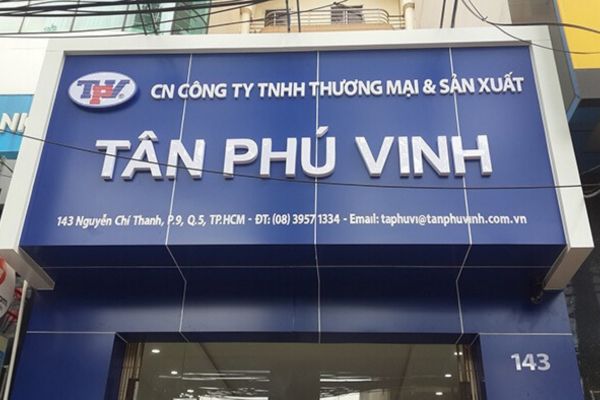 TPV
CN CÔNG TY TNHH THƯƠNG MẠI & SẢN XUẤT
TÂN PHÚ VINH
143 Nguyễn Chí Thanh, P.9, Q.5, TP.HCM - ĐT: (08) 3957 1334 - Email: taphuvi@tanphuvinh.com.vn
143